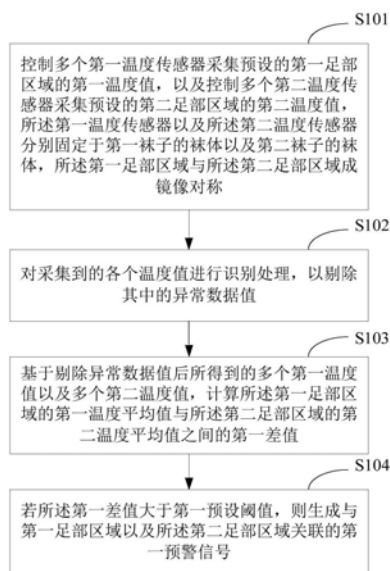 S101
控制多个第一温度传感器采集预设的第一足部
区域的第一温度值，以及控制多个第二温度传
感器采集预设的第二足部区域的第二温度值，
所述第一温度传感器以及所述第二温度传感器
分别固定于第一袜子的袜体以及第二袜子的袜
体，所述第一足部区域与所述第二足部区域成
镜像对称
S102
对采集到的各个温度值进行识别处理，以剔除
其中的异常数据值
S103
基于剔除异常数据值后所得到的多个第一温度
值以及多个第二温度值，计算所述第一足部区
域的第一温度平均值与所述第二足部区域的第
二温度平均值之间的第一差值
S104
若所述第一差值大于第一预设阈值，则生成与
第一足部区域以及所述第二足部区域关联的第
一预警信号